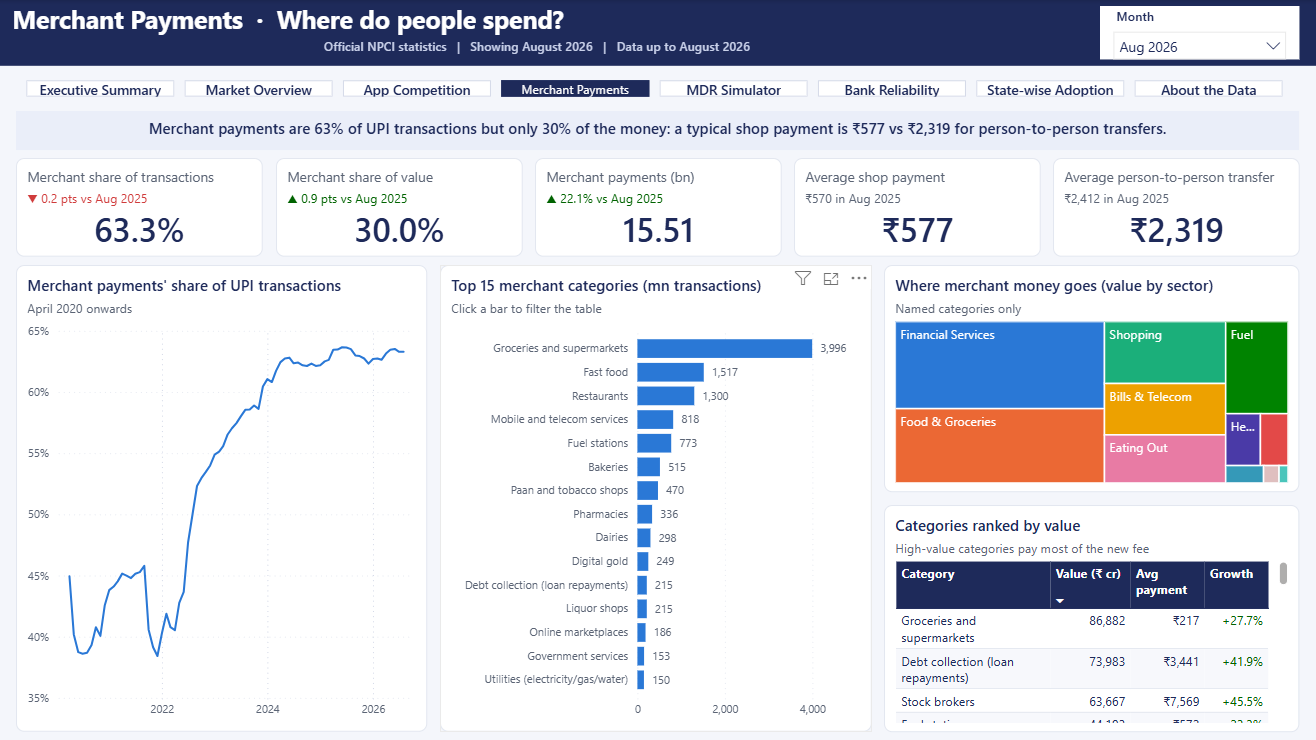 Merchant Payments · Where do people spend?
Official NPCI statistics | Showing August 2026 | Data up to August 2026
Month
Aug 2026
Executive Summary
Market Overview
App Competition
Merchant Payments
MDR Simulator
Bank Reliability
State-wise Adoption
About the Data
Merchant payments are 63% of UPI transactions but only 30% of the money: a typical shop payment is ₹577 vs ₹2,319 for person-to-person transfers.
Merchant share of transactions
▼ 0.2 pts vs Aug 2025
63.3%
Merchant share of value
▲ 0.9 pts vs Aug 2025
30.0%
Merchant payments (bn)
▲ 22.1% vs Aug 2025
15.51
Average shop payment
₹570 in Aug 2025
₹577
Average person-to-person transfer
₹2,412 in Aug 2025
₹2,319
Merchant payments' share of UPI transactions
April 2020 onwards
65%
60%
55%
50%
45%
40%
35%
2022 2024 2026
Top 15 merchant categories (mn transactions)
Click a bar to filter the table
Groceries and supermarkets 3,996
Fast food 1,517
Restaurants 1,300
Mobile and telecom services 818
Fuel stations 773
Bakeries 515
Paan and tobacco shops 470
Pharmacies 336
Dairies 298
Digital gold 249
Debt collection (loan repayments) 215
Liquor shops 215
Online marketplaces 186
Government services 153
Utilities (electricity/gas/water) 150
0 2,000 4,000
Where merchant money goes (value by sector)
Named categories only
Financial Services
Food & Groceries
Shopping
Bills & Telecom
Eating Out
Fuel
He...
Categories ranked by value
High-value categories pay most of the new fee
Category Value (₹ cr) Avg payment Growth
Groceries and supermarkets 86,882 ₹217 +27.7%
Debt collection (loan repayments) 73,983 ₹3,441 +41.9%
Stock brokers 63,667 ₹7,569 +45.5%